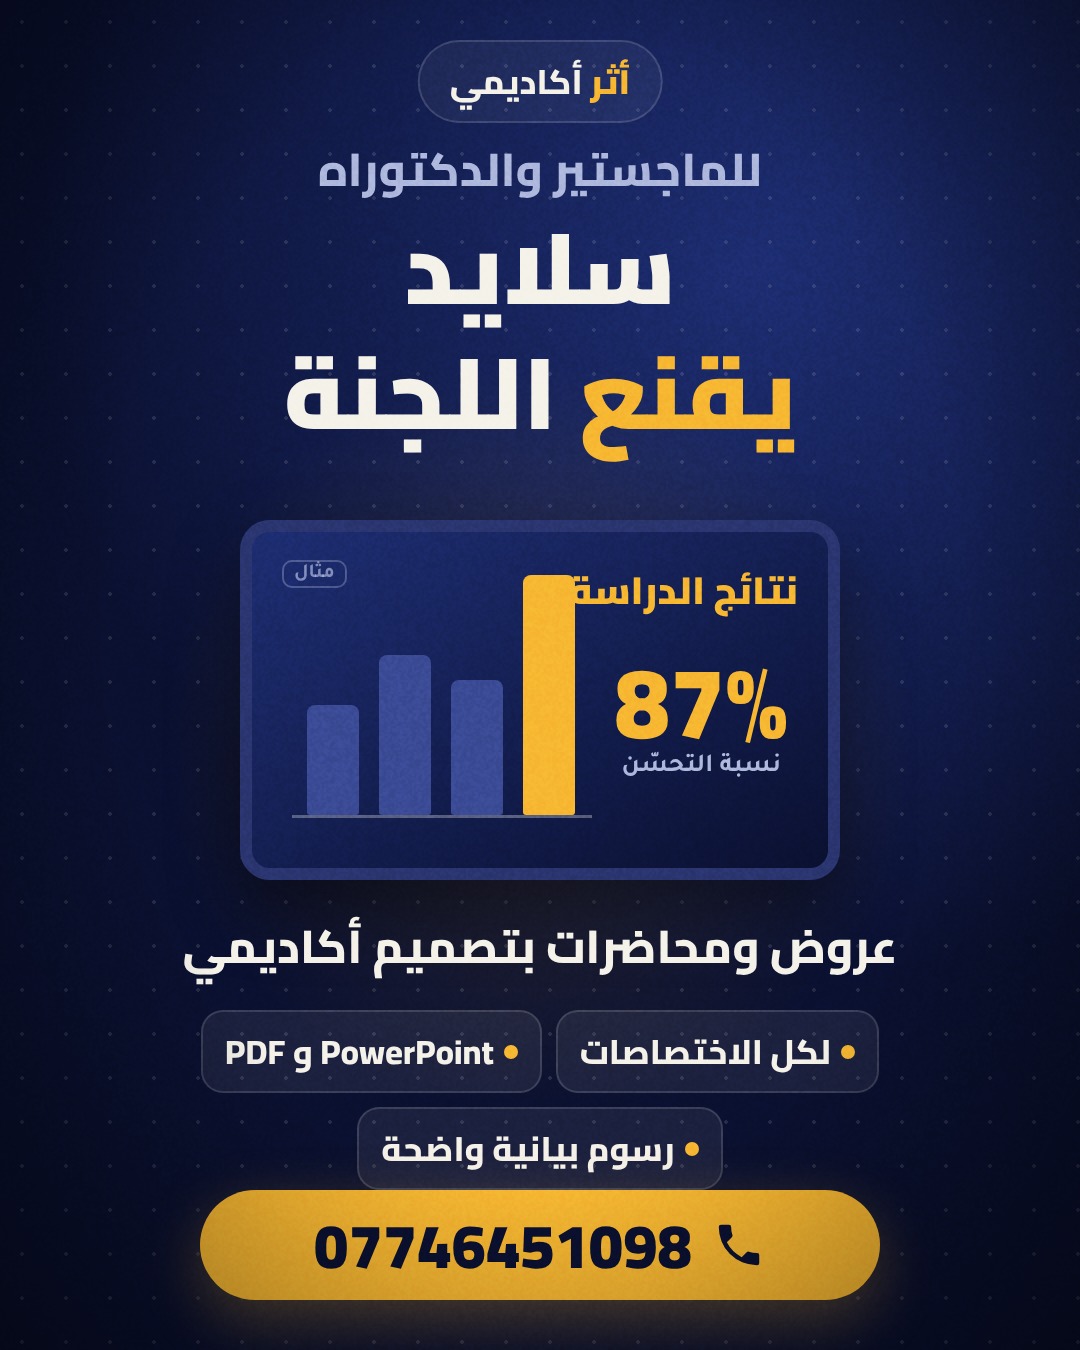 أثر أكاديمي
للماجستير والدكتوراه
سلايد
يقنع اللجنة
نتائج الدراسة
مثال
87%
نسبة التحسّن
عروض ومحاضرات بتصميم أكاديمي
لكل الاختصاصات
PowerPoint و PDF
رسوم بيانية واضحة
07746451098